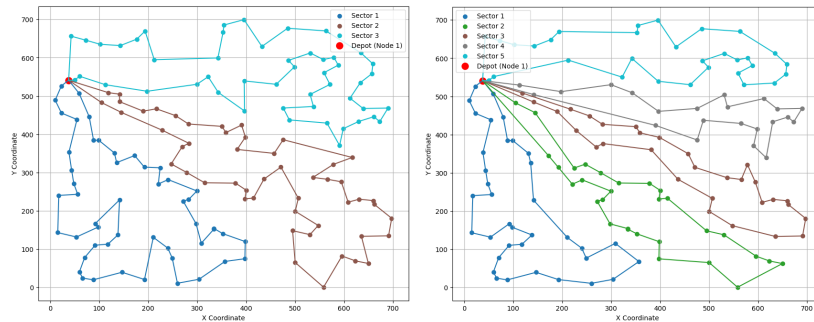 700
600
500
400
300
200
100
0
Y Coordinate
0 100 200 300 400 500 600 700
X Coordinate
Sector 1
Sector 2
Sector 3
Depot (Node 1)
700
600
500
400
300
200
100
0
Y Coordinate
0 100 200 300 400 500 600 700
X Coordinate
Sector 1
Sector 2
Sector 3
Sector 4
Sector 5
Depot (Node 1)